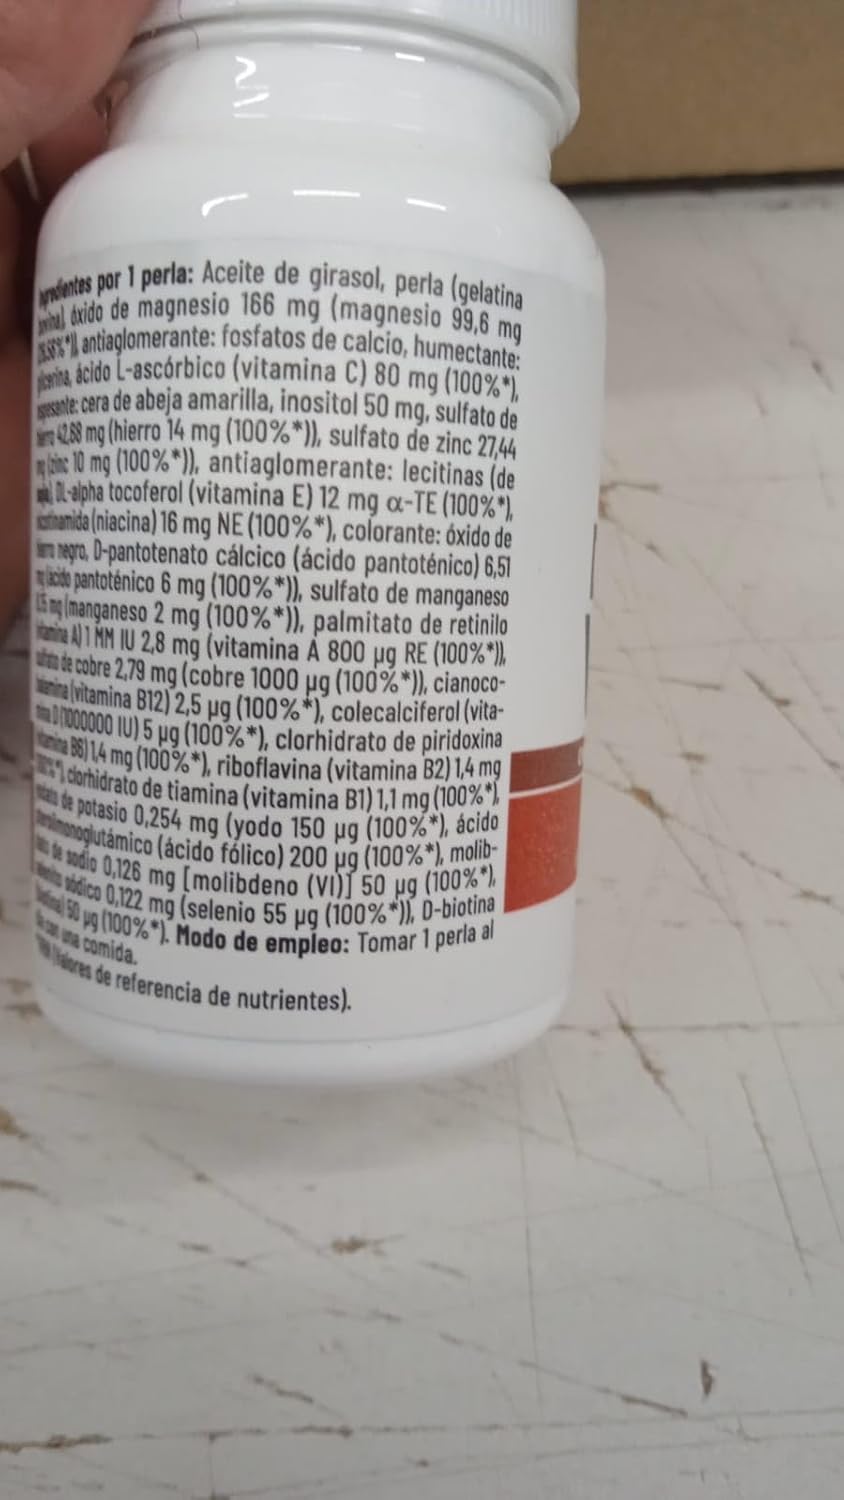 Ingredientes por 1 perla: Aceite de girasol, perla (gelatina
óxido de magnesio 166 mg (magnesio 99,6 mg
antiaglomerante: fosfatos de calcio, humectante:
glicerina, ácido L-ascórbico (vitamina C) 80 mg (100%*),
espesante: cera de abeja amarilla, inositol 50 mg, sulfato de
hierro 42,88 mg (hierro 14 mg (100%*)), sulfato de zinc 27,44
mg (zinc 10 mg (100%*)), antiaglomerante: lecitinas (de
DL-alpha tocoferol (vitamina E) 12 mg α-TE (100%*),
nicotinamida (niacina) 16 mg NE (100%*), colorante: óxido de
hierro negro, D-pantotenato cálcico (ácido pantoténico) 6,51
mg (ácido pantoténico 6 mg (100%*)), sulfato de manganeso
mg (manganeso 2 mg (100%*)), palmitato de retinilo
(vitamina A) 1 MM IU 2,8 mg (vitamina A 800 µg RE (100%*)),
sulfato de cobre 2,79 mg (cobre 1000 µg (100%*)), cianoco-
balamina (vitamina B12) 2,5 µg (100%*), colecalciferol (vita-
mina D (1000000 IU) 5 µg (100%*), clorhidrato de piridoxina
(vitamina B6) 1,4 mg (100%*), riboflavina (vitamina B2) 1,4 mg
(100%*), clorhidrato de tiamina (vitamina B1) 1,1 mg (100%*),
de potasio 0,254 mg (yodo 150 µg (100%*), ácido
pteroilmonoglutámico (ácido fólico) 200 µg (100%*), molib-
dato de sodio 0,126 mg [molibdeno (VI)] 50 µg (100%*),
selenito sódico 0,122 mg (selenio 55 µg (100%*)), D-biotina
(biotina) 50 µg (100%*). Modo de empleo: Tomar 1 perla al
día con una comida.
(Valores de referencia de nutrientes).